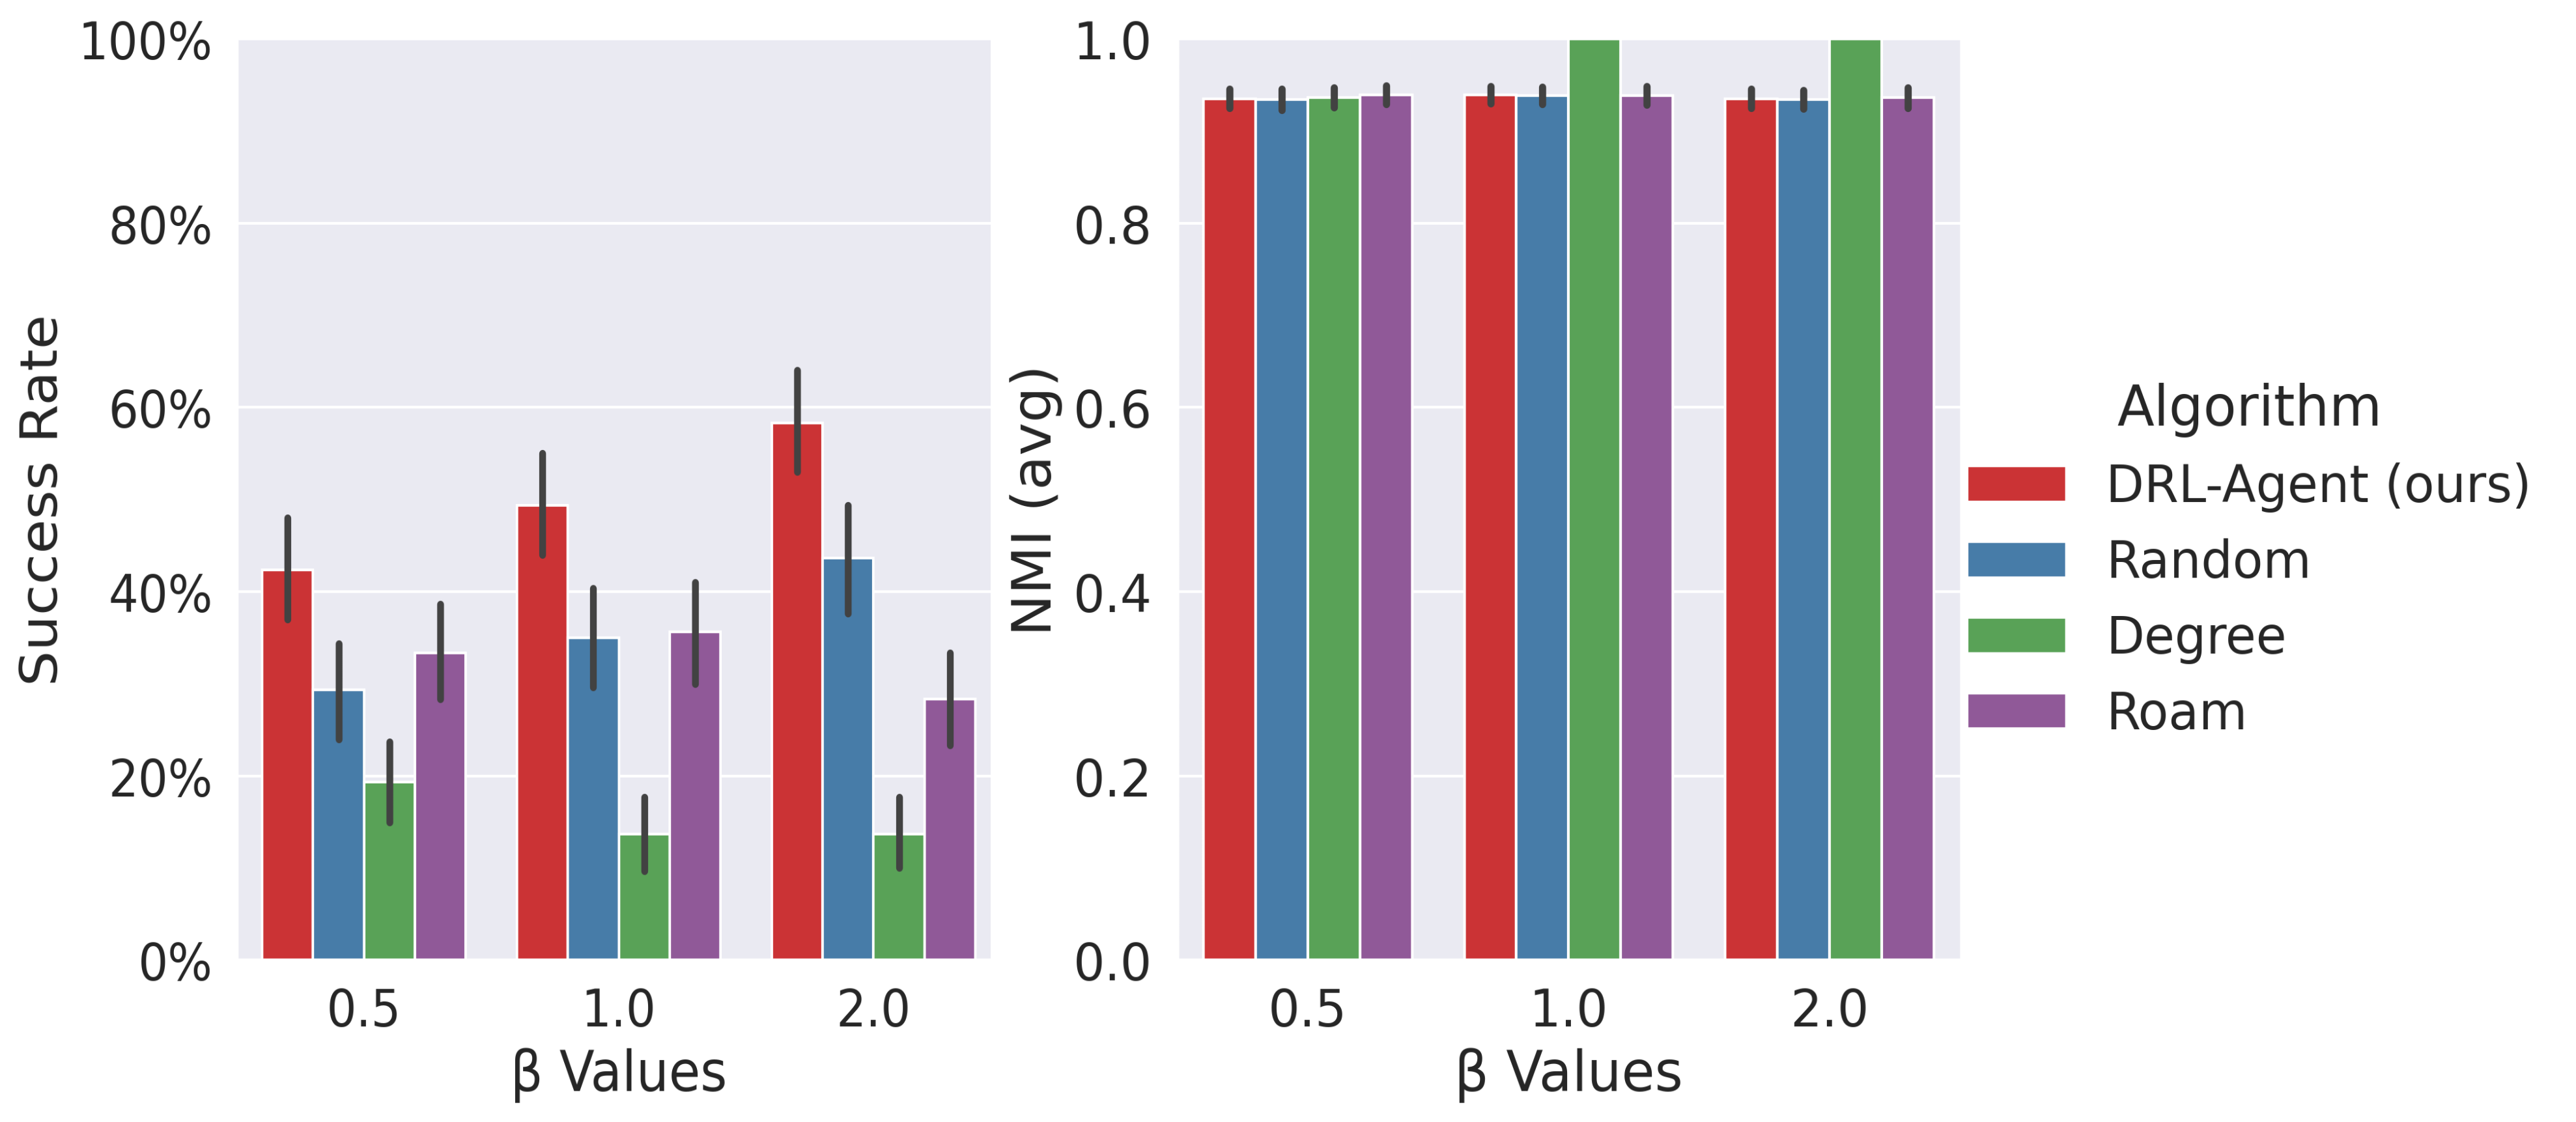 Success Rate
100%
80%
60%
40%
20%
0%
0.5 1.0 2.0
β Values
NMI (avg)
1.0
0.8
0.6
0.4
0.2
0.0
0.5 1.0 2.0
β Values
Algorithm
DRL-Agent (ours)
Random
Degree
Roam